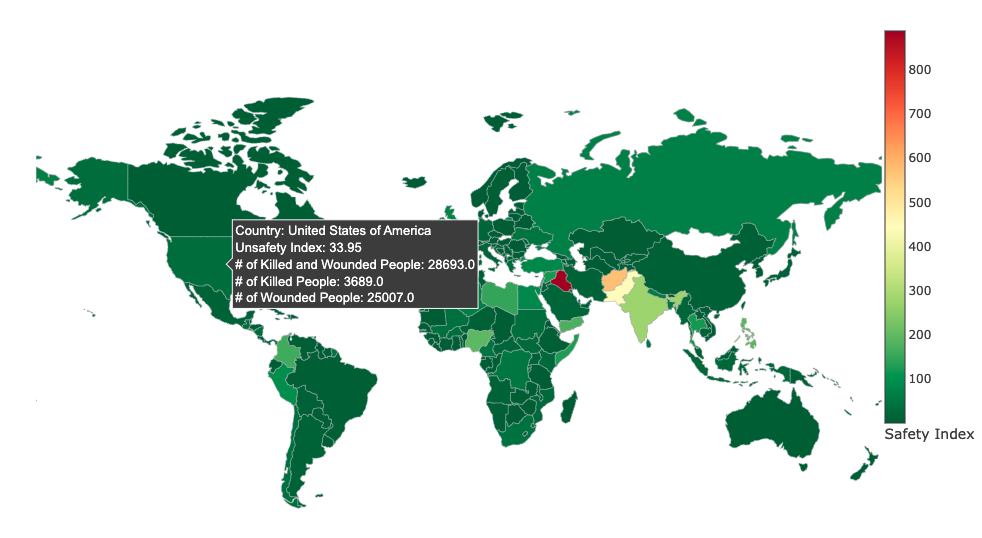 800
700
600
500
400
300
200
100
Safety Index
Country: United States of America
Unsafety Index: 33.95
# of Killed and Wounded People: 28693.0
# of Killed People: 3689.0
# of Wounded People: 25007.0